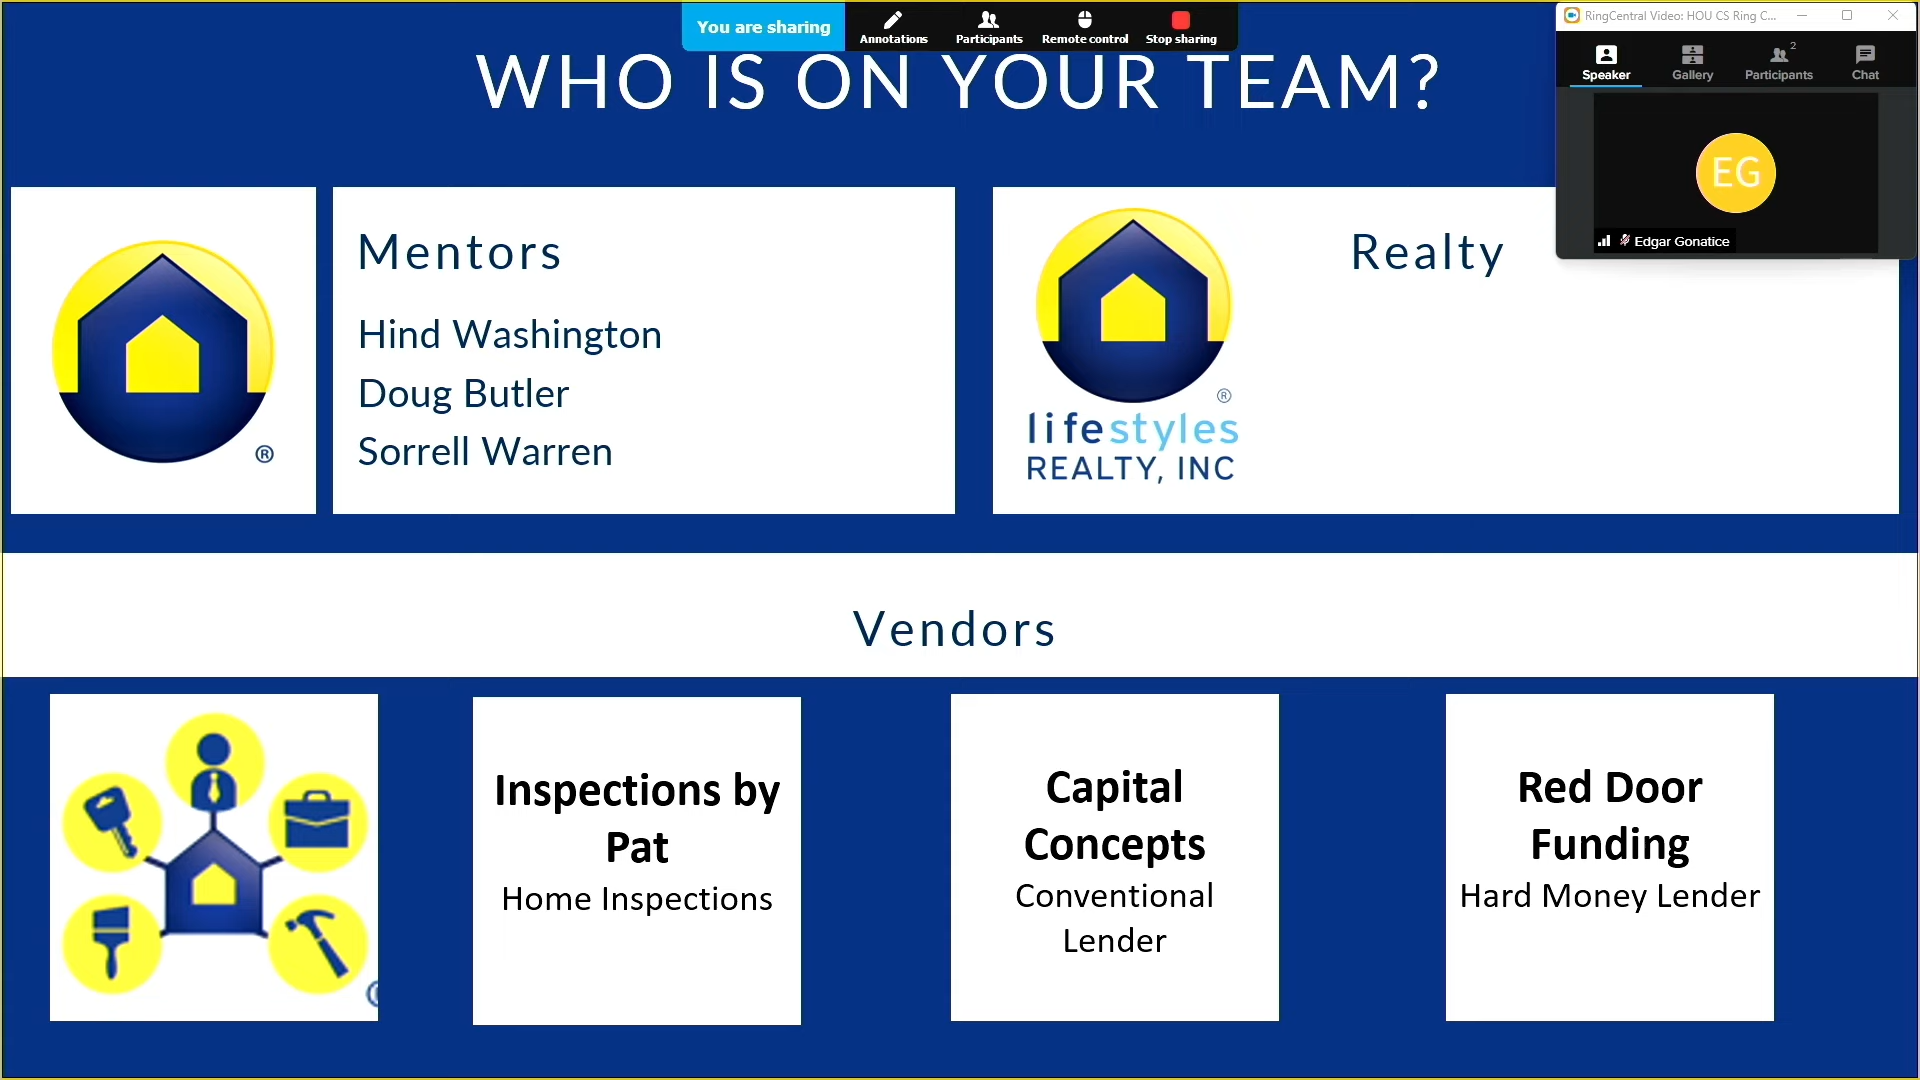 You are sharing
Annotations
Participants
Remote control
Stop sharing
RingCentral Video: HOU CS Ring C...
Speaker
Gallery
2
Participants
Chat
EG
Edgar Gonatice
WHO IS ON YOUR TEAM?
®
Mentors
Hind Washington
Doug Butler
Sorrell Warren
®
lifestyles
REALTY, INC
Realty
Vendors
Inspections by
Pat
Home Inspections
Capital
Concepts
Conventional
Lender
Red Door
Funding
Hard Money Lender